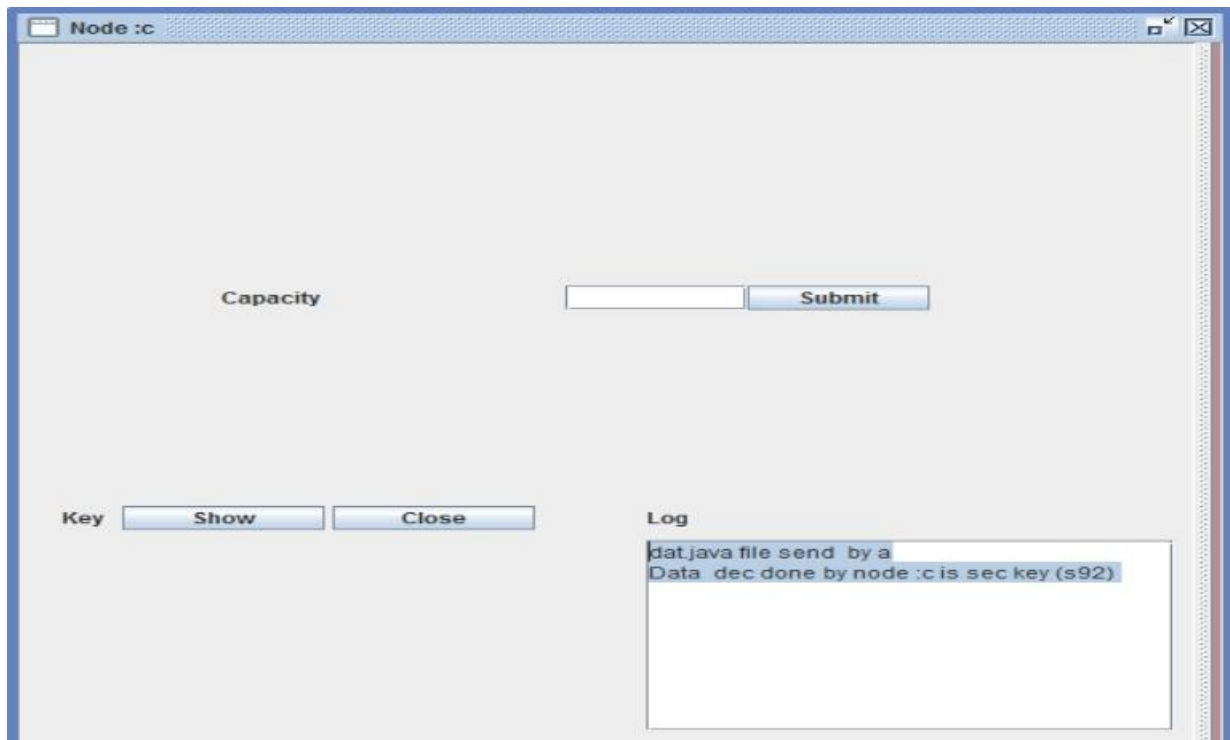 Node :c
Capacity
Submit
Key Show Close
Log
dat.java file send  by a
Data  dec done by node :c is sec key (s92)